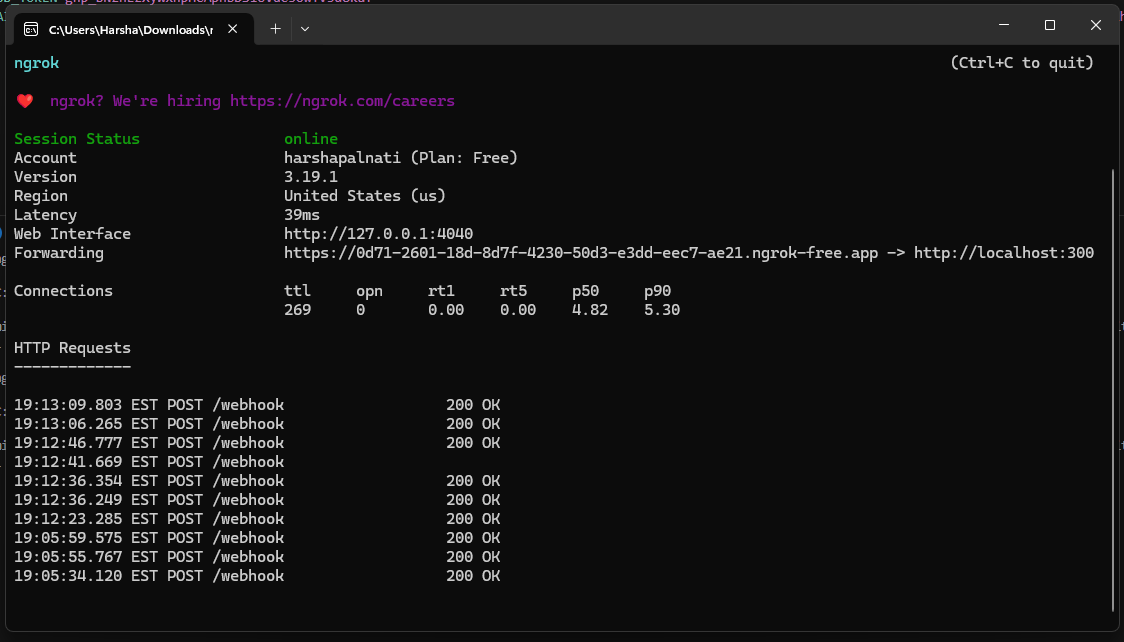 C:\Users\Harsha\Downloads\r
ngrok (Ctrl+C to quit)
ngrok? We're hiring https://ngrok.com/careers
Session Status online
Account harshapalnati (Plan: Free)
Version 3.19.1
Region United States (us)
Latency 39ms
Web Interface http://127.0.0.1:4040
Forwarding https://0d71-2601-18d-8d7f-4230-50d3-e3dd-eec7-ae21.ngrok-free.app -> http://localhost:300
Connections ttl opn rt1 rt5 p50 p90
269 0 0.00 0.00 4.82 5.30
HTTP Requests
-------------
19:13:09.803 EST POST /webhook 200 OK
19:13:06.265 EST POST /webhook 200 OK
19:12:46.777 EST POST /webhook 200 OK
19:12:41.669 EST POST /webhook
19:12:36.354 EST POST /webhook 200 OK
19:12:36.249 EST POST /webhook 200 OK
19:12:23.285 EST POST /webhook 200 OK
19:05:59.575 EST POST /webhook 200 OK
19:05:55.767 EST POST /webhook 200 OK
19:05:34.120 EST POST /webhook 200 OK